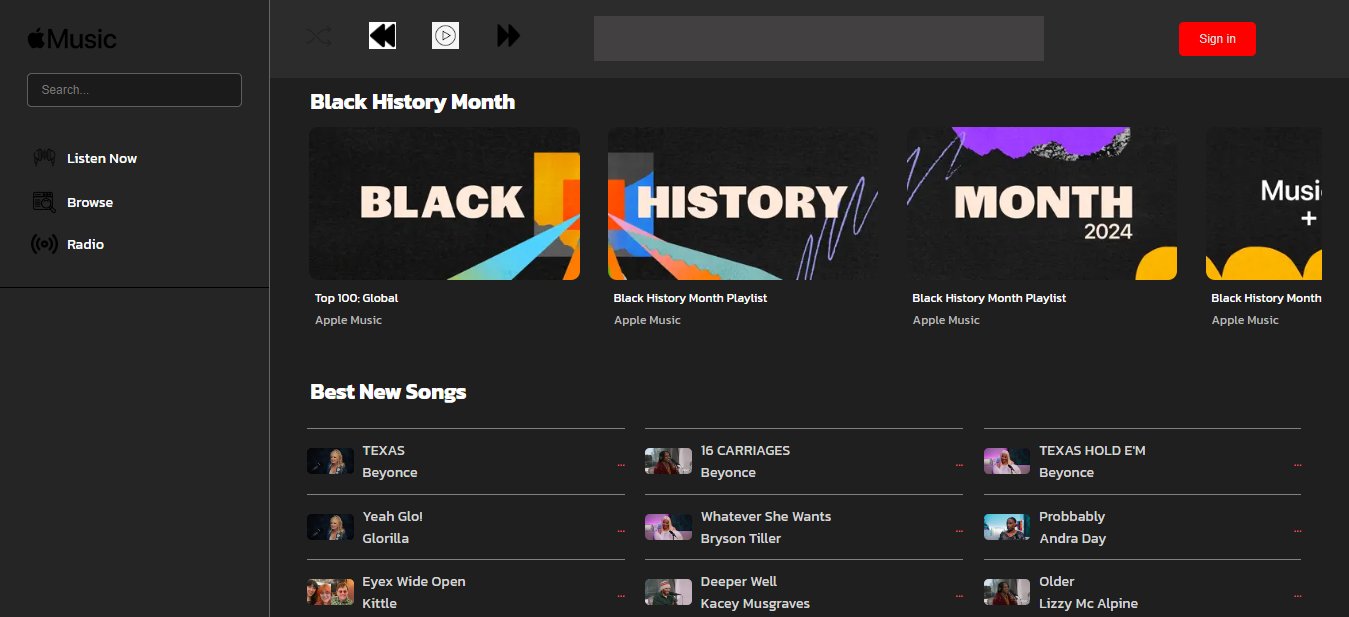 Music
Search...
Listen Now
Browse
Radio
Sign in
Black History Month
BLACK
HISTORY
MONTH
2024
Musi
+
Top 100: Global
Apple Music
Black History Month Playlist
Apple Music
Black History Month Playlist
Apple Music
Black History Month
Apple Music
Best New Songs
TEXAS
Beyonce
...
16 CARRIAGES
Beyonce
...
TEXAS HOLD E'M
Beyonce
...
Yeah Glo!
Glorilla
...
Whatever She Wants
Bryson Tiller
...
Probbably
Andra Day
...
Eyex Wide Open
Kittle
...
Deeper Well
Kacey Musgraves
...
Older
Lizzy Mc Alpine
...